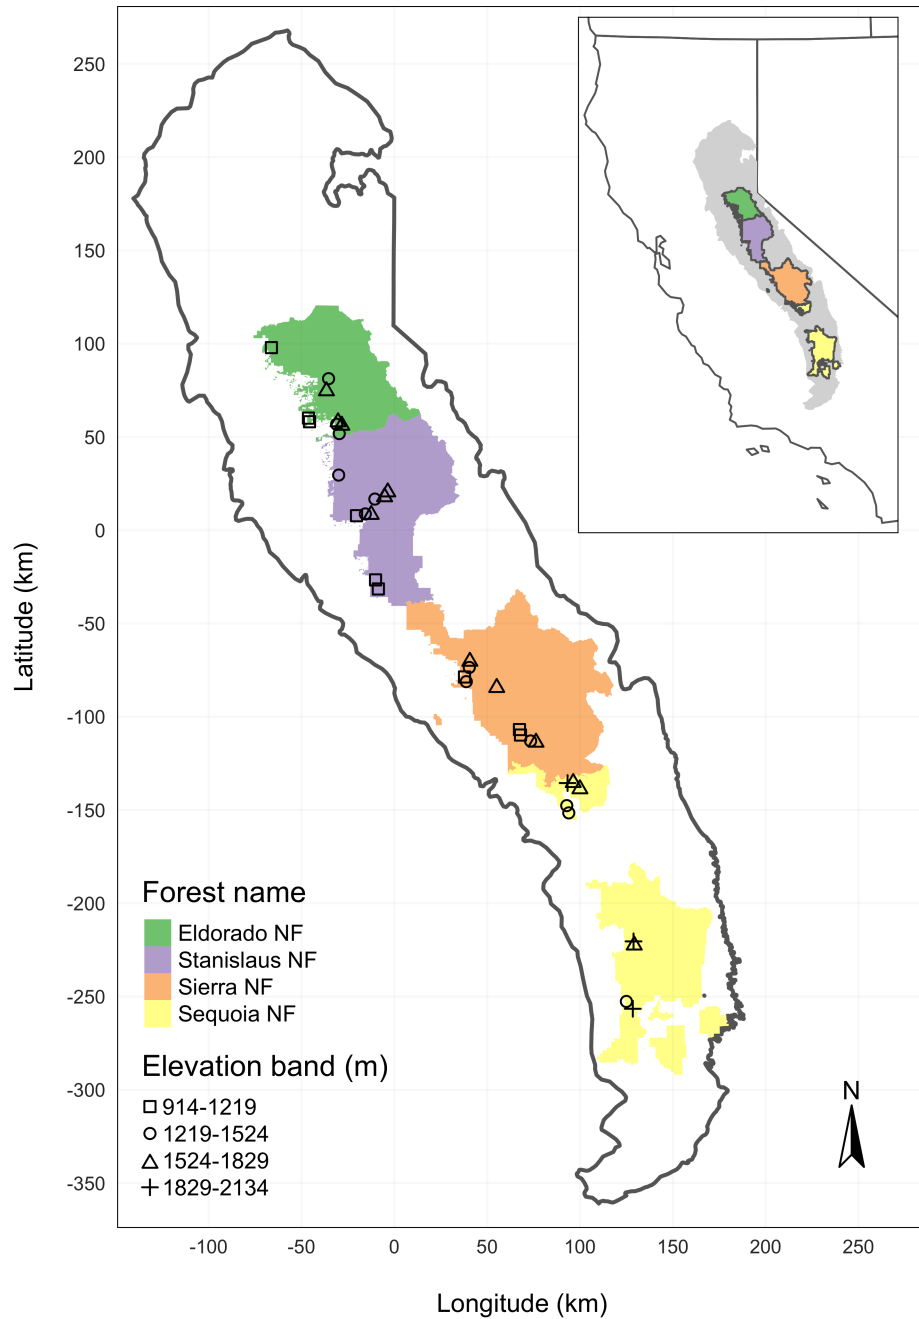 250
200
150
100
50
0
-50
-100
-150
-200
-250
-300
-350
Latitude (km)
Forest name
Eldorado NF
Stanislaus NF
Sierra NF
Sequoia NF
Elevation band (m)
914-1219
1219-1524
1524-1829
1829-2134
N
-100 -50 0 50 100 150 200 250
Longitude (km)